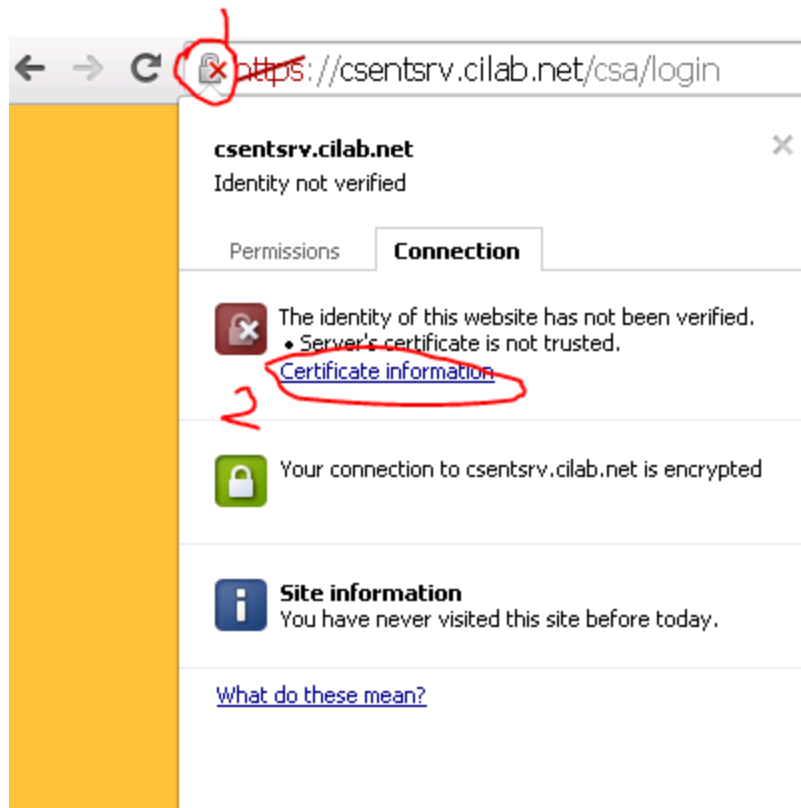 1
https://csentsrv.cilab.net/csa/login
csentsrv.cilab.net
Identity not verified
Permissions Connection
The identity of this website has not been verified.
• Server's certificate is not trusted.
Certificate information
2
Your connection to csentsrv.cilab.net is encrypted
Site information
You have never visited this site before today.
What do these mean?